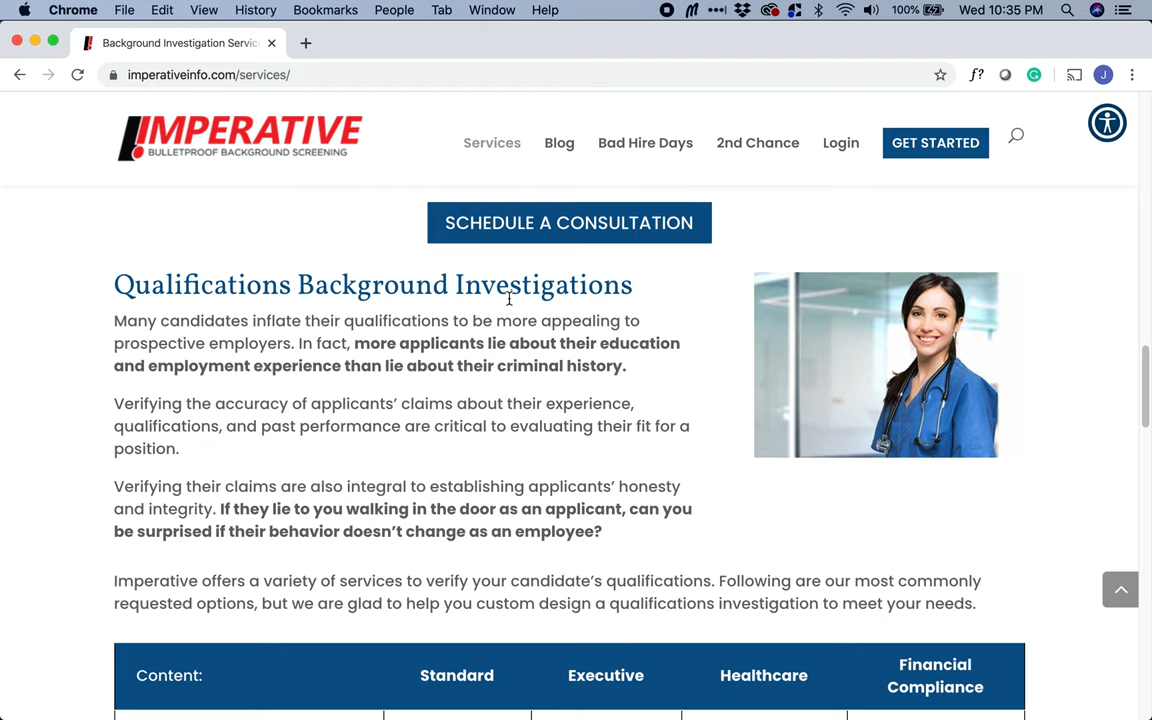 Chrome File Edit View History Bookmarks People Tab Window Help 100% Wed 10:35 PM
Background Investigation Servic
imperativeinfo.com/services/ f? J
IMPERATIVE
BULLETPROOF BACKGROUND SCREENING
Services Blog Bad Hire Days 2nd Chance Login GET STARTED
SCHEDULE A CONSULTATION
Qualifications Background Investigations
Many candidates inflate their qualifications to be more appealing to
prospective employers. In fact, more applicants lie about their education
and employment experience than lie about their criminal history.
Verifying the accuracy of applicants’ claims about their experience,
qualifications, and past performance are critical to evaluating their fit for a
position.
Verifying their claims are also integral to establishing applicants’ honesty
and integrity. If they lie to you walking in the door as an applicant, can you
be surprised if their behavior doesn’t change as an employee?
Imperative offers a variety of services to verify your candidate’s qualifications. Following are our most commonly
requested options, but we are glad to help you custom design a qualifications investigation to meet your needs.
Content: Standard Executive Healthcare Financial
Compliance